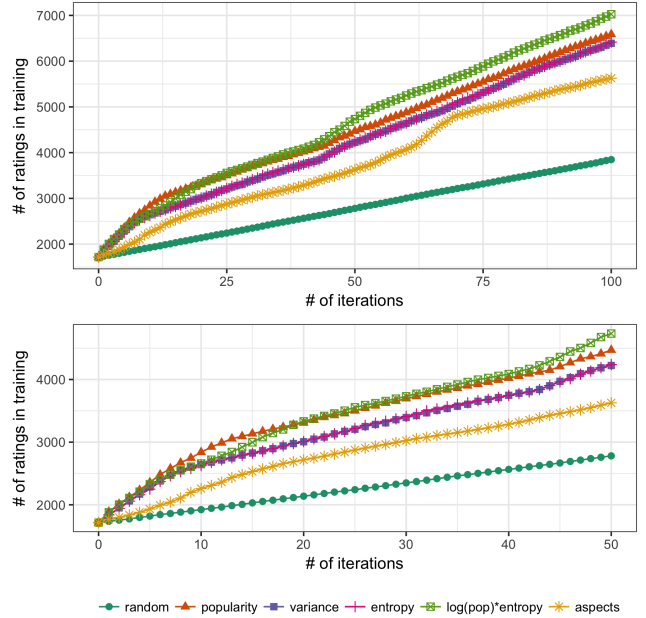 # of ratings in training
7000
6000
5000
4000
3000
2000
0 25 50 75 100
# of iterations
# of ratings in training
4000
3000
2000
0 10 20 30 40 50
# of iterations
random popularity variance entropy log(pop)*entropy aspects